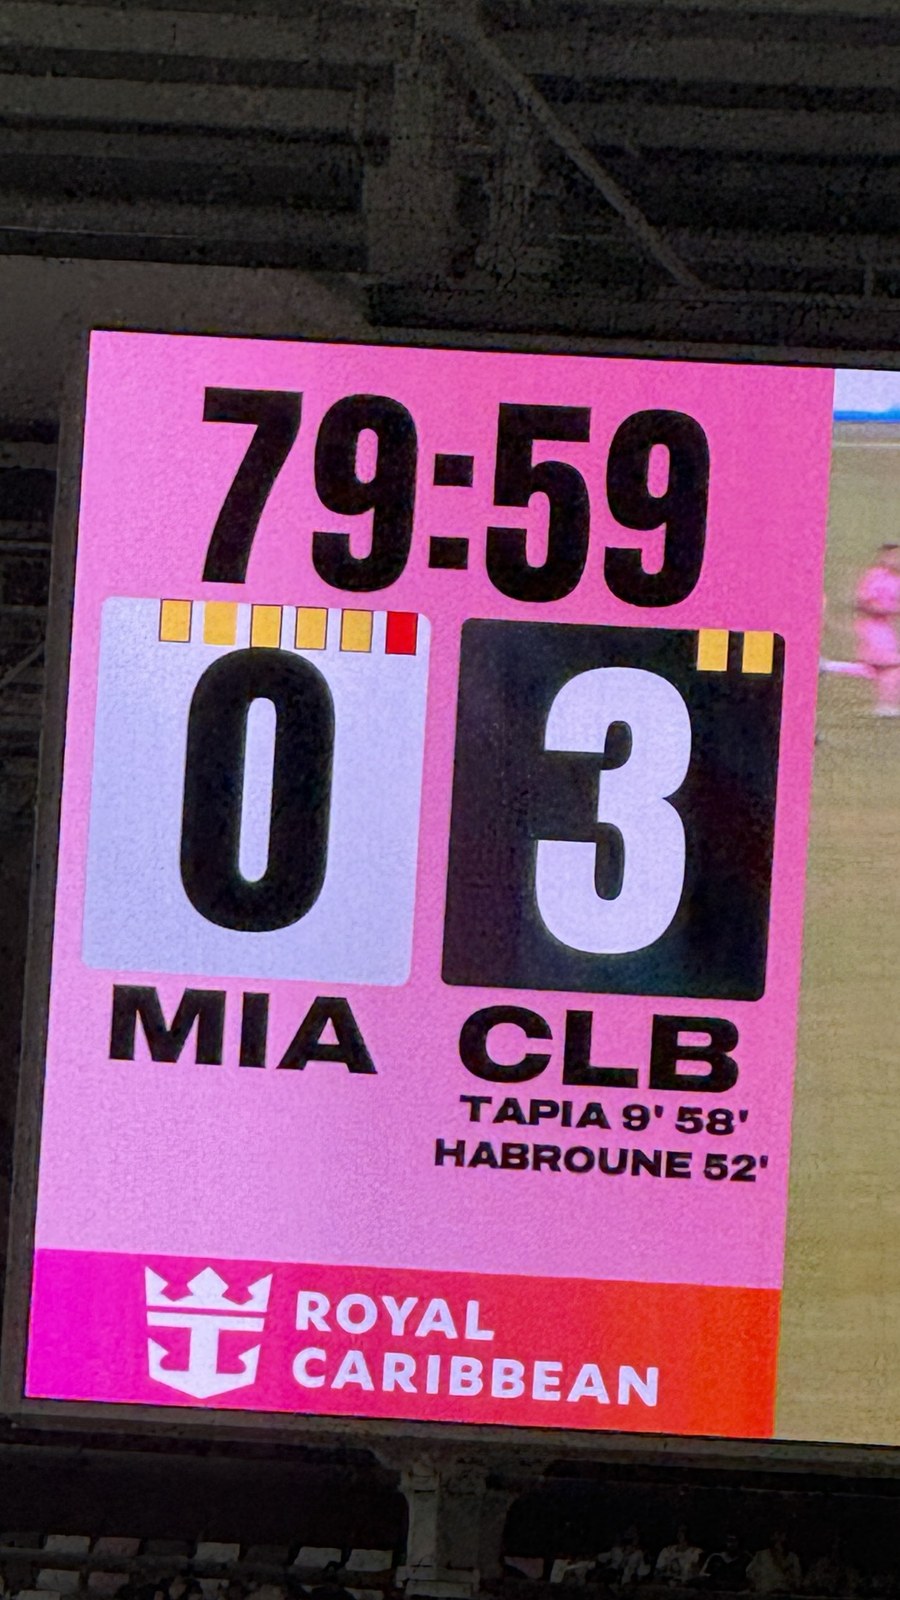 79:59
0 3
MIA CLB
TAPIA 9' 58'
HABROUNE 52'
ROYAL
CARIBBEAN